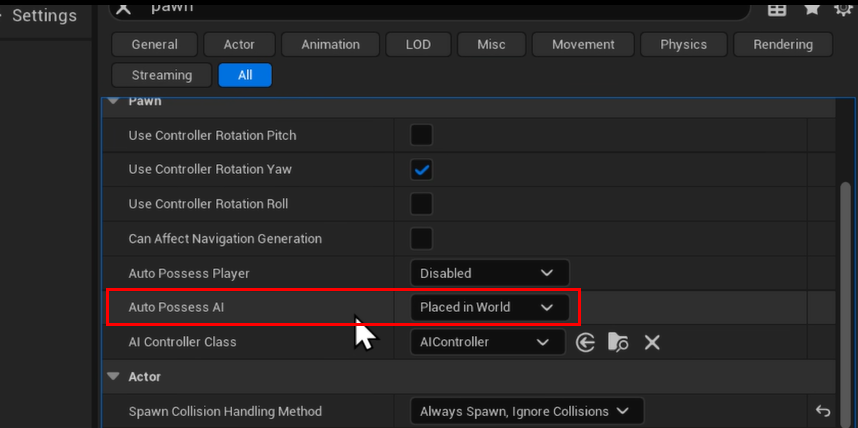 Settings
pawn
General Actor Animation LOD Misc Movement Physics Rendering
Streaming All
Pawn
Use Controller Rotation Pitch
Use Controller Rotation Yaw
Use Controller Rotation Roll
Can Affect Navigation Generation
Auto Possess Player Disabled
Auto Possess AI Placed in World
AI Controller Class AIController
Actor
Spawn Collision Handling Method Always Spawn, Ignore Collisions